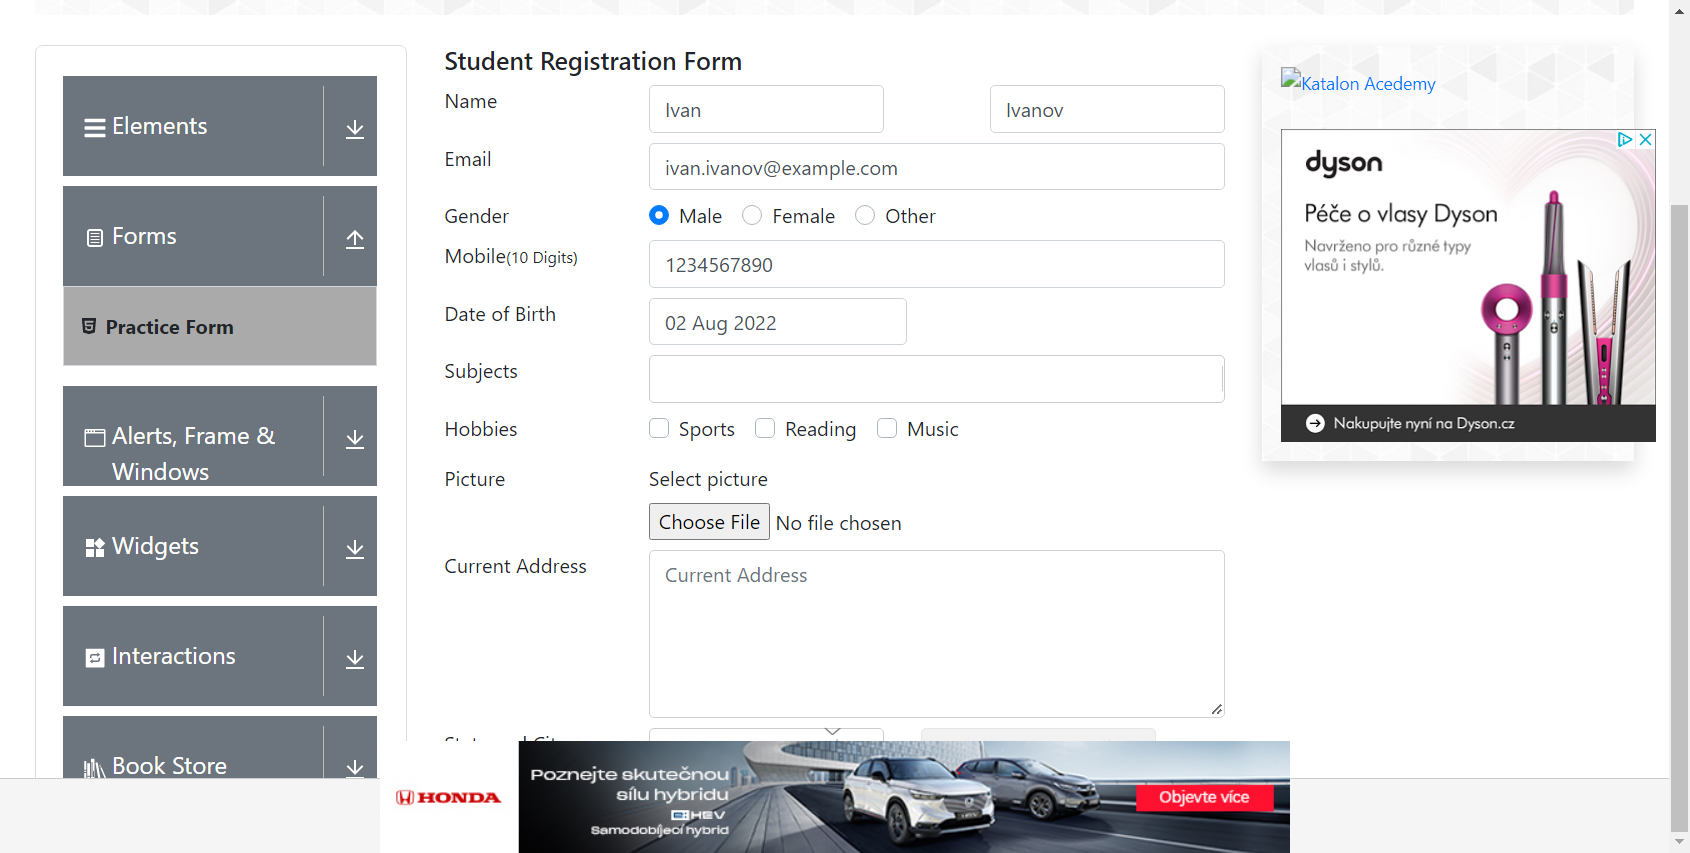 Elements
Forms
Practice Form
Alerts, Frame &
Windows
Widgets
Interactions
Book Store
Student Registration Form
Name
Ivan
Ivanov
Email
ivan.ivanov@example.com
Gender
Male
Female
Other
Mobile(10 Digits)
1234567890
Date of Birth
02 Aug 2022
Subjects
Hobbies
Sports
Reading
Music
Picture
Select picture
Choose File No file chosen
Current Address
Current Address
Katalon Acedemy
dyson
Péče o vlasy Dyson
Navrženo pro různé typy
vlasů i stylů.
Nakupujte nyní na Dyson.cz
HONDA
Poznejte skutečnou
sílu hybridu
e:HEV
Samodobíjecí hybrid
Objevte více